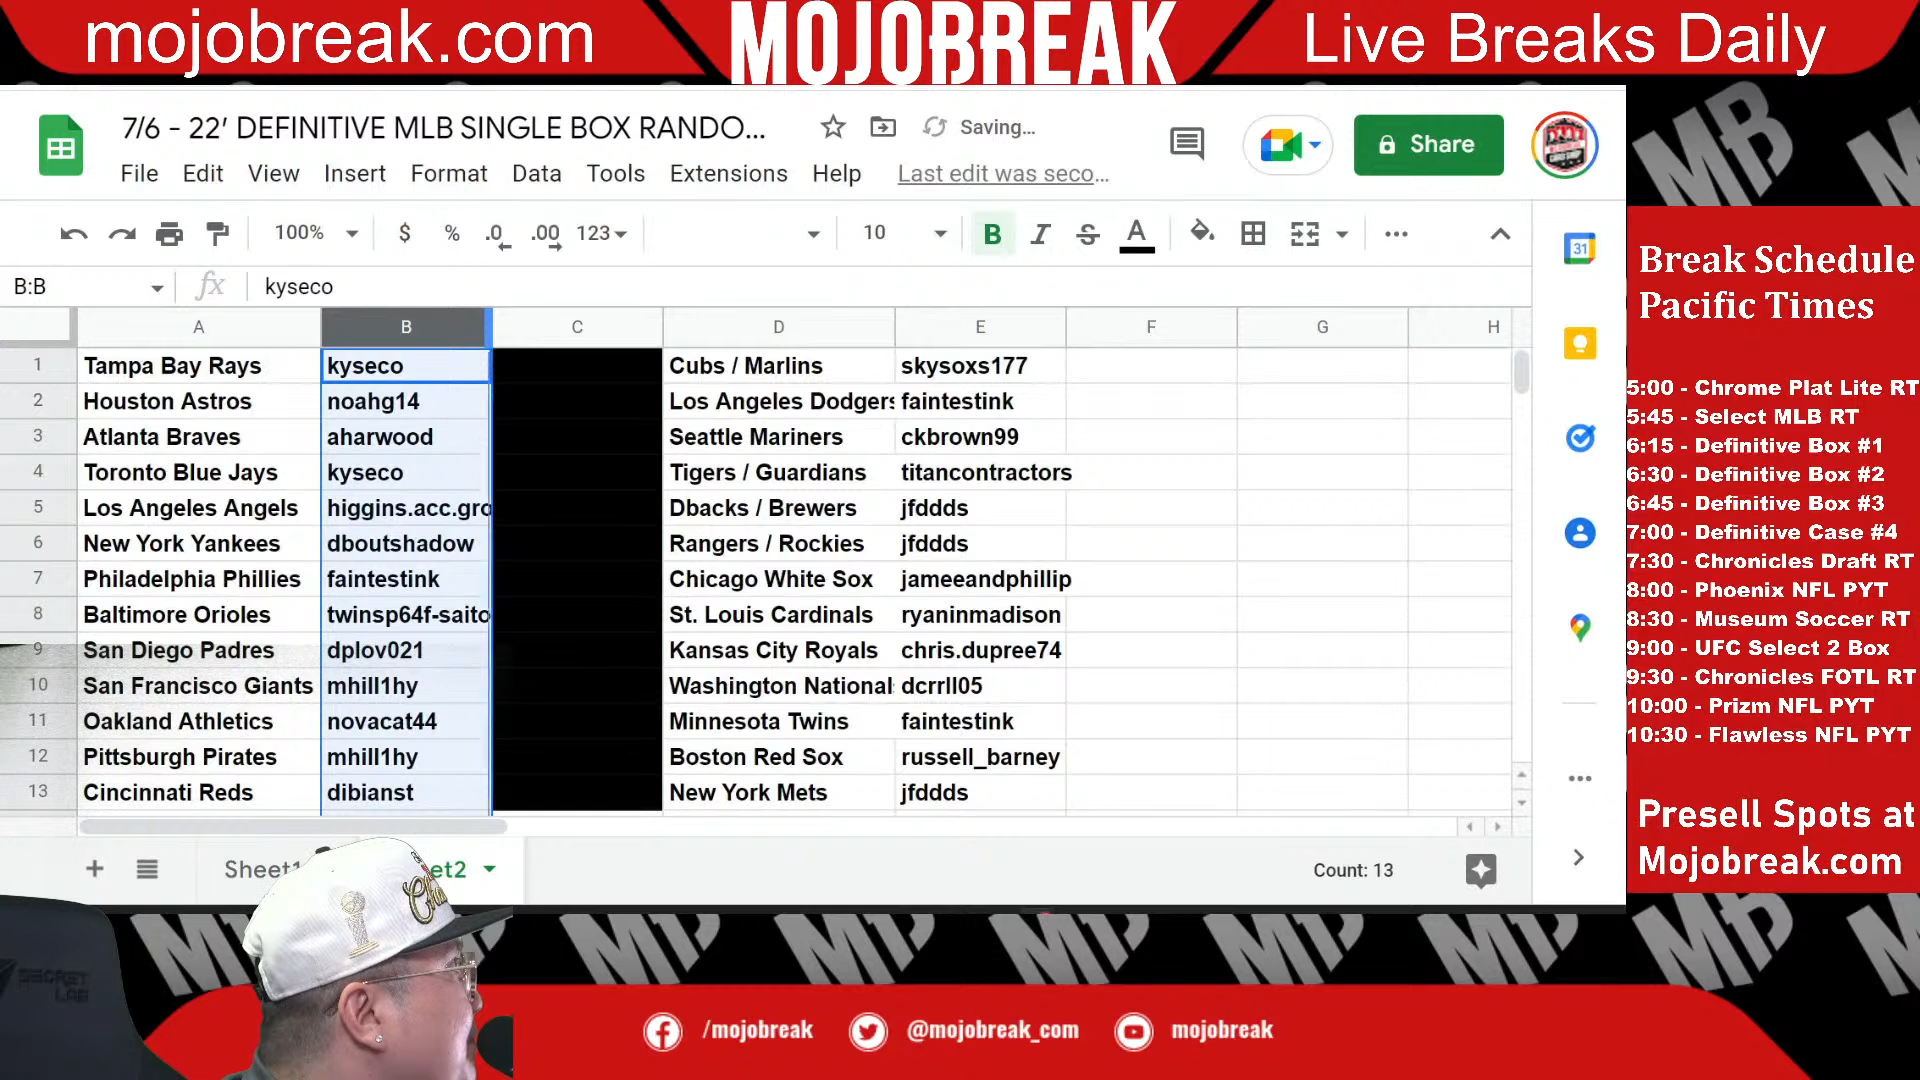 mojobreak.com
MOJOBREAK
Live Breaks Daily
7/6 - 22' DEFINITIVE MLB SINGLE BOX RANDO...
Saving...
Share
File Edit View Insert Format Data Tools Extensions Help Last edit was seco...
100% $ % .0 .00 123 10 B I S A
B:B fx kyseco
A B C D E F G H
1 Tampa Bay Rays kyseco Cubs / Marlins skysoxs177
2 Houston Astros noahg14 Los Angeles Dodgers faintestink
3 Atlanta Braves aharwood Seattle Mariners ckbrown99
4 Toronto Blue Jays kyseco Tigers / Guardians titancontractors
5 Los Angeles Angels higgins.acc.gro Dbacks / Brewers jfddds
6 New York Yankees dboutshadow Rangers / Rockies jfddds
7 Philadelphia Phillies faintestink Chicago White Sox jameeandphillip
8 Baltimore Orioles twinsp64f-saito St. Louis Cardinals ryaninmadison
9 San Diego Padres dplov021 Kansas City Royals chris.dupree74
10 San Francisco Giants mhill1hy Washington National dcrrll05
11 Oakland Athletics novacat44 Minnesota Twins faintestink
12 Pittsburgh Pirates mhill1hy Boston Red Sox russell_barney
13 Cincinnati Reds dibianst New York Mets jfddds
Sheet1 et2 Count: 13
31
Break Schedule
Pacific Times
5:00 - Chrome Plat Lite RT
5:45 - Select MLB RT
6:15 - Definitive Box #1
6:30 - Definitive Box #2
6:45 - Definitive Box #3
7:00 - Definitive Case #4
7:30 - Chronicles Draft RT
8:00 - Phoenix NFL PYT
8:30 - Museum Soccer RT
9:00 - UFC Select 2 Box
9:30 - Chronicles FOTL RT
10:00 - Prizm NFL PYT
10:30 - Flawless NFL PYT
Presell Spots at
Mojobreak.com
SECRET
LAB
/mojobreak @mojobreak_com mojobreak